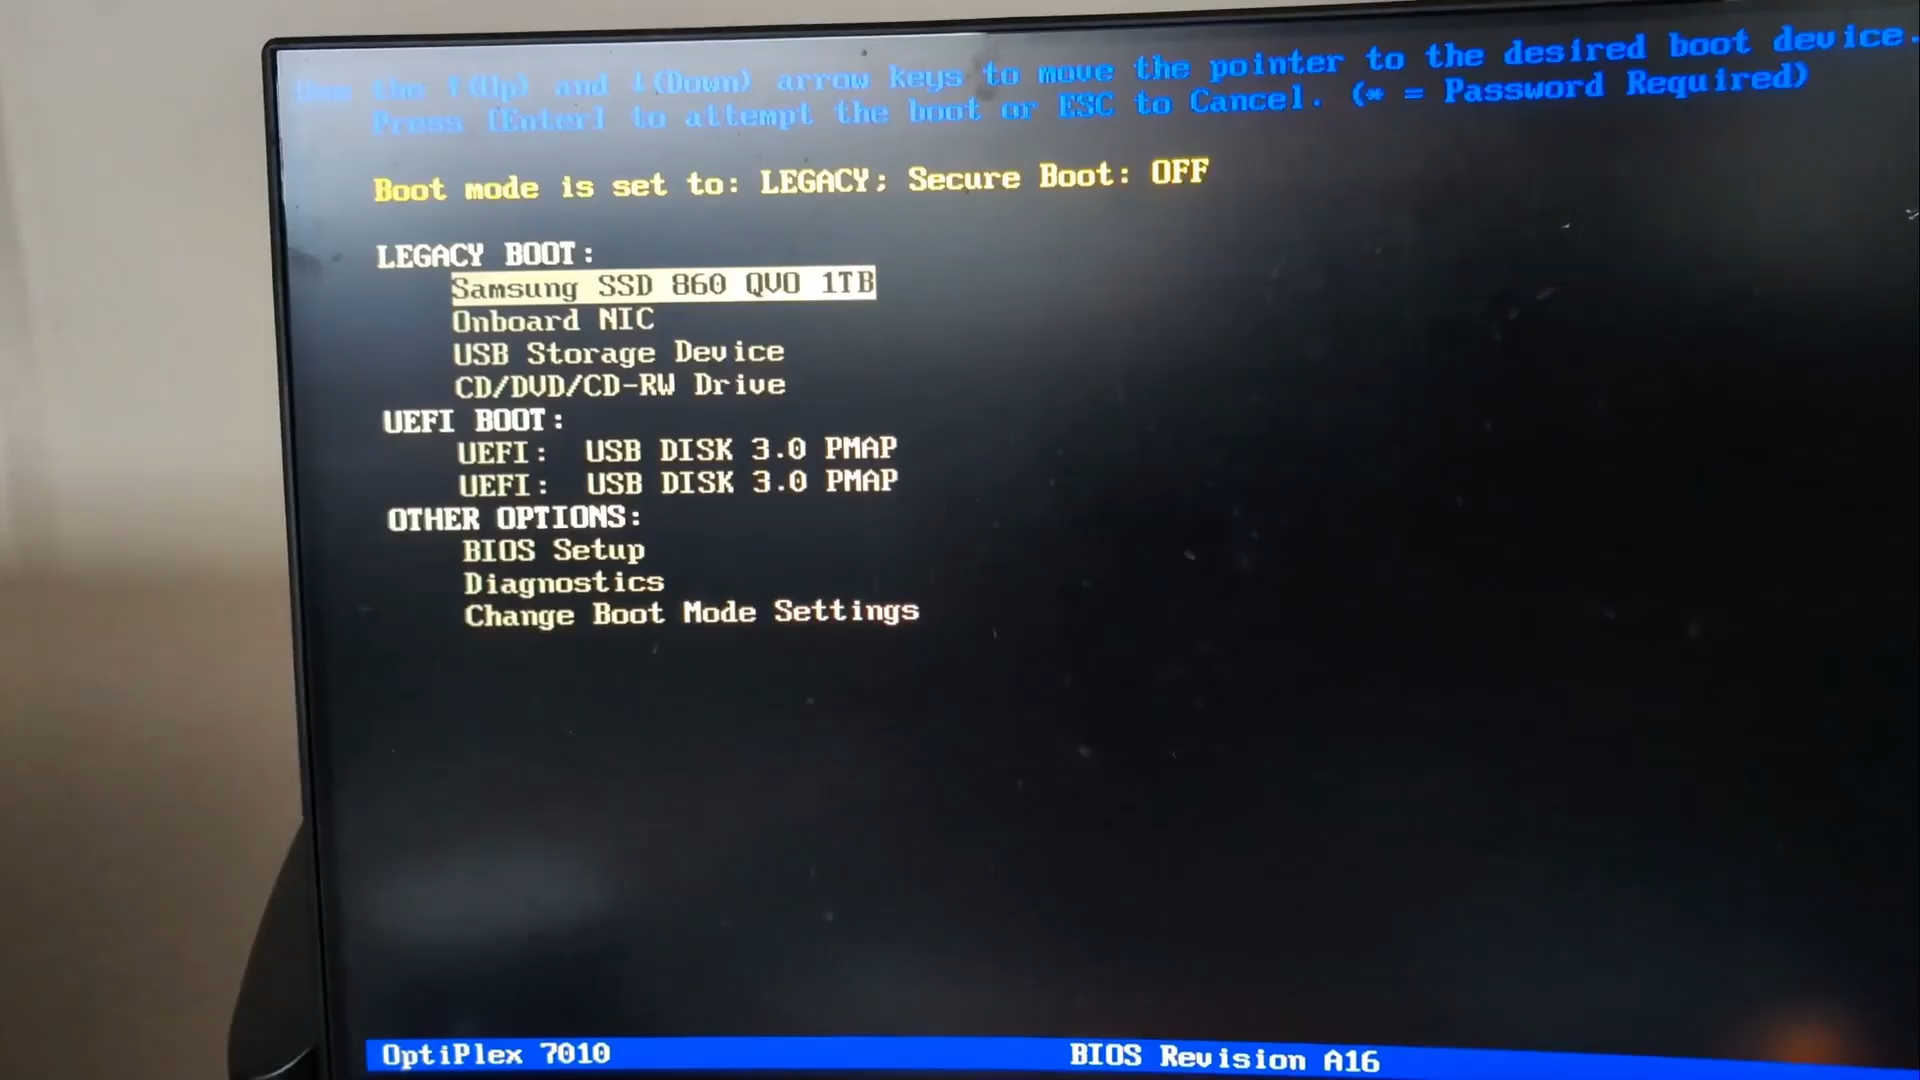 Use the ↑(Up) and ↓(Down) arrow keys to move the pointer to the desired boot device.
Press [Enter] to attempt the boot or ESC to Cancel. (* = Password Required)
Boot mode is set to: LEGACY; Secure Boot: OFF
LEGACY BOOT:
Samsung SSD 860 QVO 1TB
Onboard NIC
USB Storage Device
CD/DVD/CD-RW Drive
UEFI BOOT:
UEFI: USB DISK 3.0 PMAP
UEFI: USB DISK 3.0 PMAP
OTHER OPTIONS:
BIOS Setup
Diagnostics
Change Boot Mode Settings
OptiPlex 7010 BIOS Revision A16